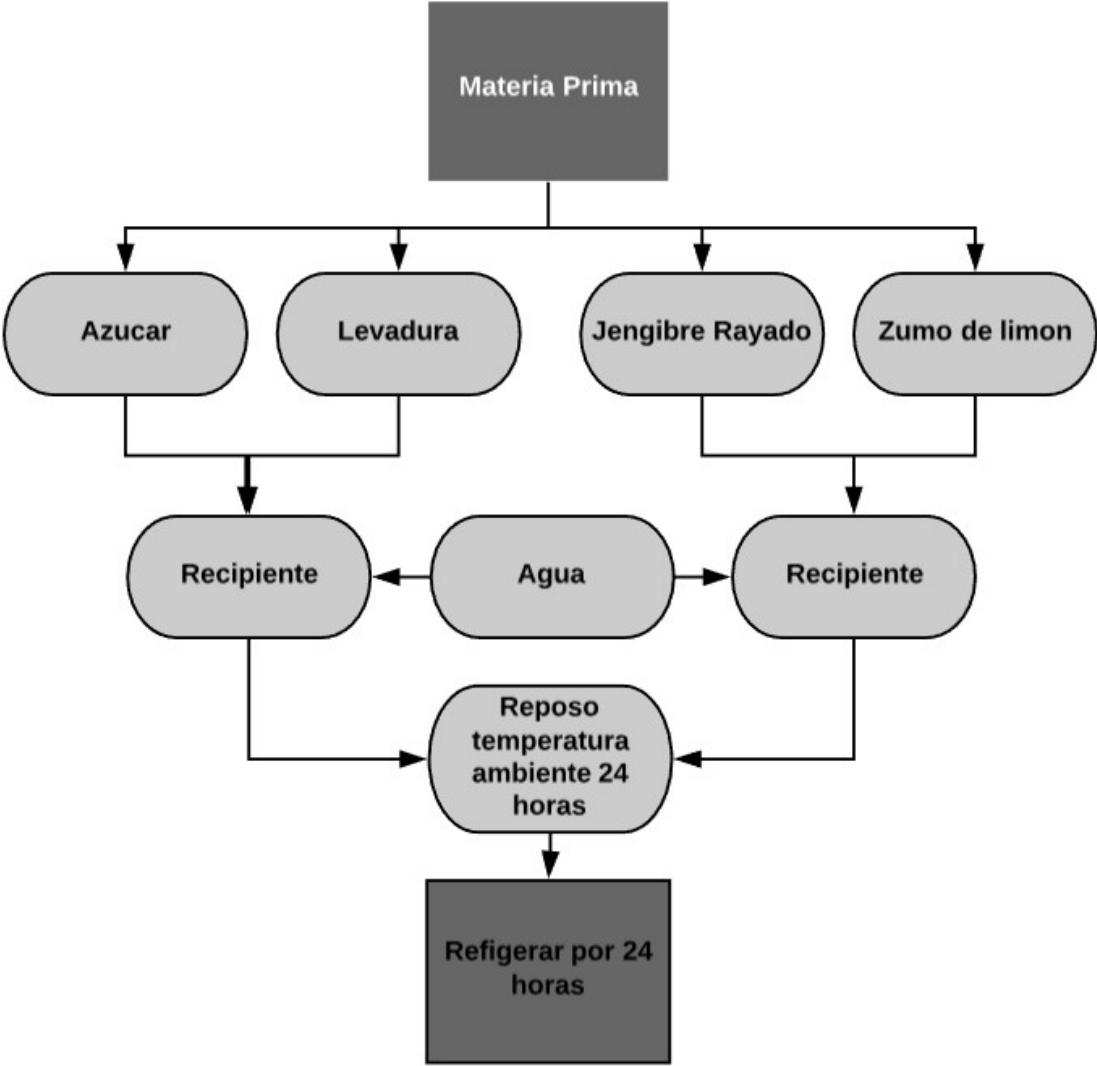 Materia Prima
Azucar
Levadura
Jengibre Rayado
Zumo de limon
Recipiente
Agua
Recipiente
Reposo
temperatura
ambiente 24
horas
Refigerar por 24
horas